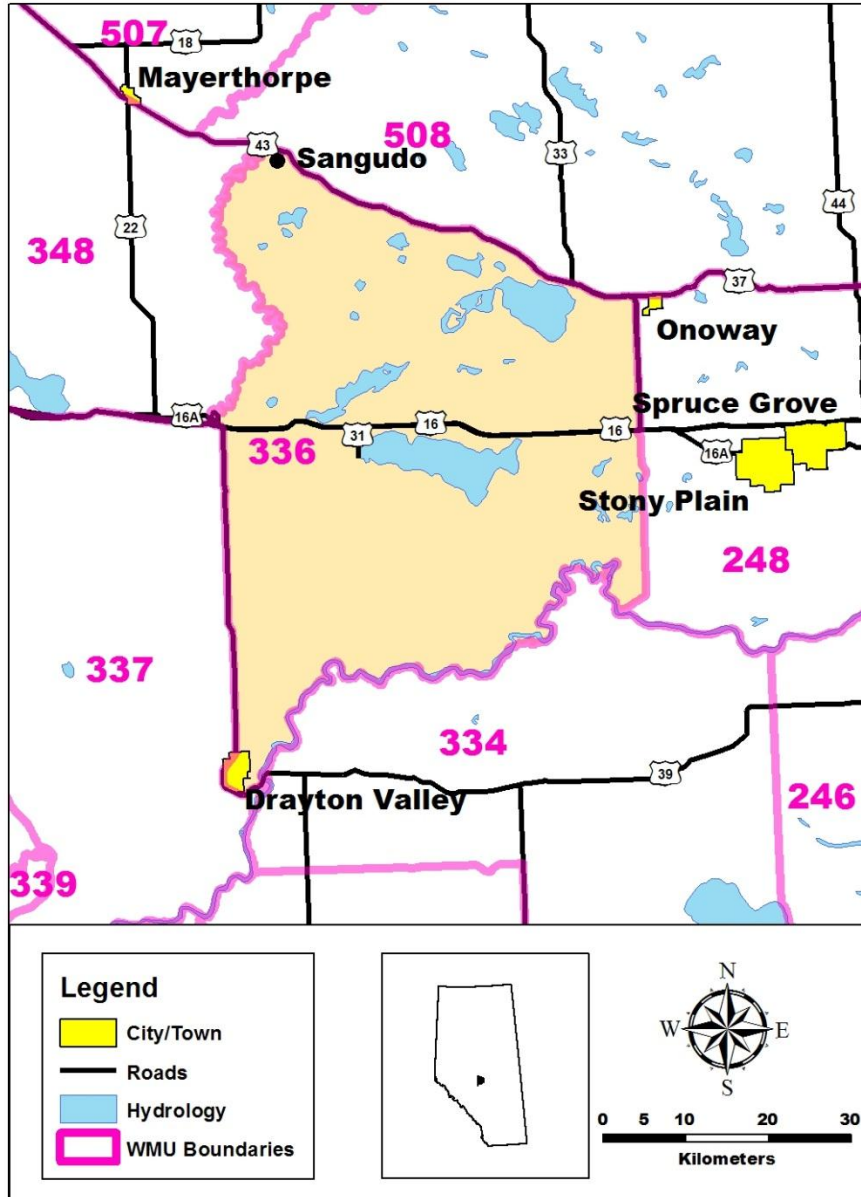 507
18
Mayerthorpe
43
508
Sangudo
33
44
22
348
37
Onoway
Spruce Grove
16A
16
16
31
336
16A
Stony Plain
248
337
334
39
246
Drayton Valley
339
Legend
City/Town
Roads
Hydrology
WMU Boundaries
N
W
E
S
0 5 10 20 30
Kilometers